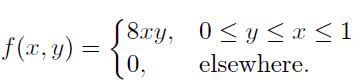 f(x, y) = { 8xy, 0 ≤ y ≤ x ≤ 1
0, elsewhere.